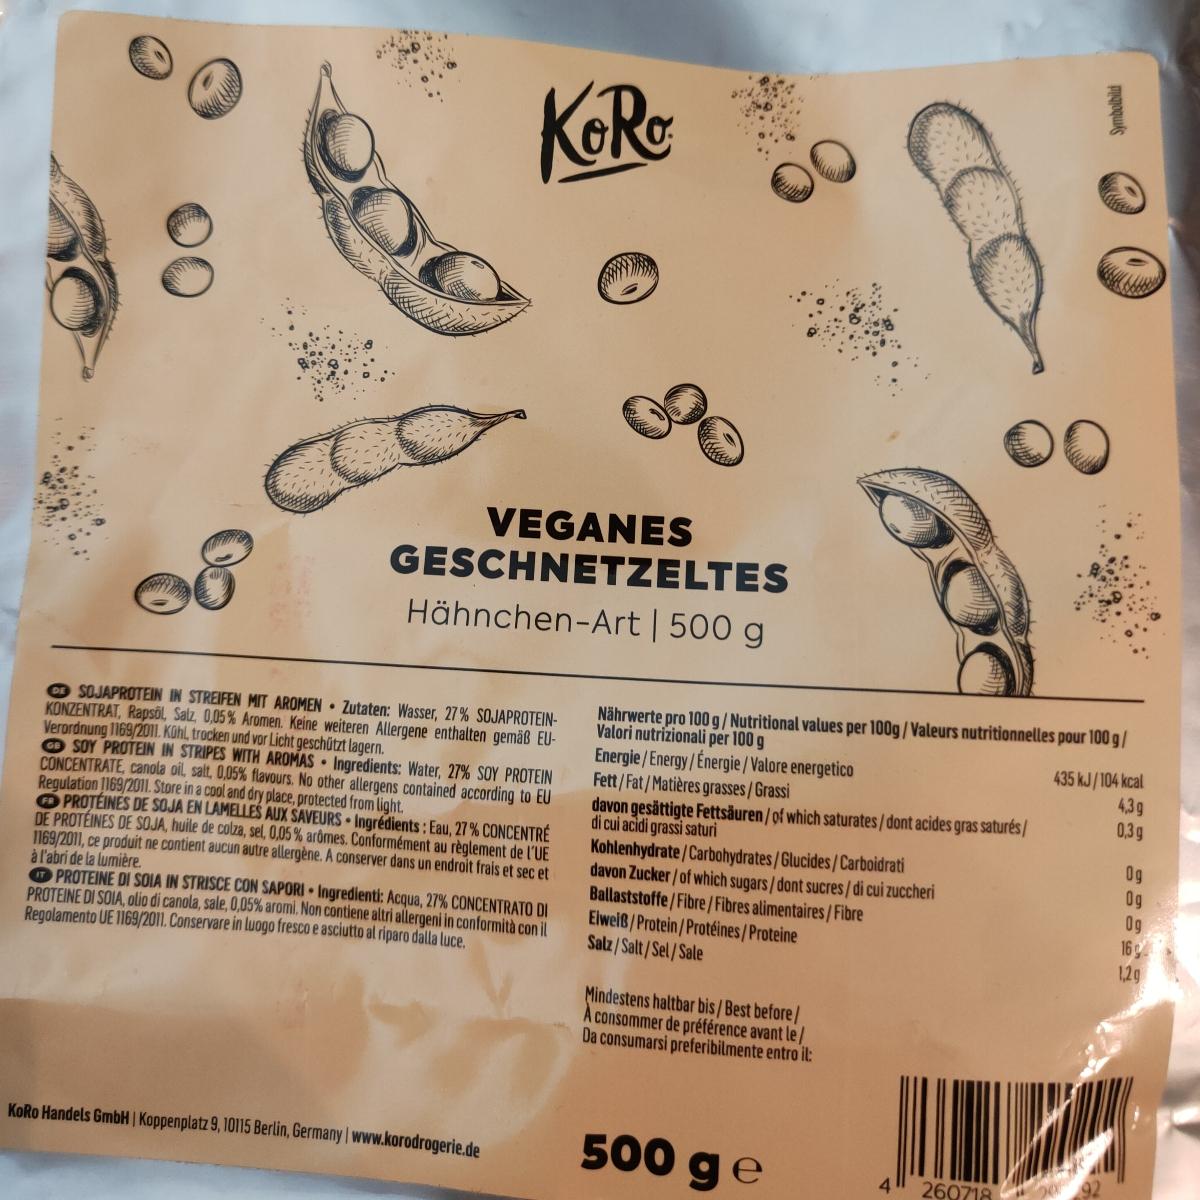 KoRo
Symbolbild
VEGANES
GESCHNETZELTES
Hähnchen-Art | 500 g
DE SOJAPROTEIN IN STREIFEN MIT AROMEN • Zutaten: Wasser, 27% SOJAPROTEIN-
KONZENTRAT, Rapsöl, Salz, 0,05% Aromen. Keine weiteren Allergene enthalten gemäß EU-
Verordnung 1169/2011. Kühl, trocken und vor Licht geschützt lagern.
GB SOY PROTEIN IN STRIPES WITH AROMAS • Ingredients: Water, 27% SOY PROTEIN
CONCENTRATE, canola oil, salt, 0,05% flavours. No other allergens contained according to EU
Regulation 1169/2011. Store in a cool and dry place, protected from light.
FR PROTÉINES DE SOJA EN LAMELLES AUX SAVEURS • Ingrédients : Eau, 27% CONCENTRÉ
DE PROTÉINES DE SOJA, huile de colza, sel, 0,05% arômes. Conformément au règlement de l'UE
1169/2011, ce produit ne contient aucun autre allergène. A conserver dans un endroit frais et sec et
à l'abri de la lumière.
IT PROTEINE DI SOIA IN STRISCE CON SAPORI • Ingredienti: Acqua, 27% CONCENTRATO DI
PROTEINE DI SOIA, olio di canola, sale, 0,05% aromi. Non contiene altri allergeni in conformità con il
Regolamento UE 1169/2011. Conservare in luogo fresco e asciutto al riparo dalla luce.
Nährwerte pro 100 g / Nutritional values per 100g / Valeurs nutritionnelles pour 100 g /
Valori nutrizionali per 100 g
Energie / Energy / Énergie / Valore energetico 435 kJ / 104 kcal
Fett / Fat / Matières grasses / Grassi 4,3 g
davon gesättigte Fettsäuren / of which saturates / dont acides gras saturés /
di cui acidi grassi saturi 0,3 g
Kohlenhydrate / Carbohydrates / Glucides / Carboidrati 0 g
davon Zucker / of which sugars / dont sucres / di cui zuccheri 0 g
Ballaststoffe / Fibre / Fibres alimentaires / Fibre 0 g
Eiweiß / Protein / Protéines / Proteine 16 g
Salz / Salt / Sel / Sale 1,2 g
Mindestens haltbar bis / Best before /
À consommer de préférence avant le /
Da consumarsi preferibilmente entro il:
KoRo Handels GmbH | Koppenplatz 9, 10115 Berlin, Germany | www.korodrogerie.de
500 g e
4 260718